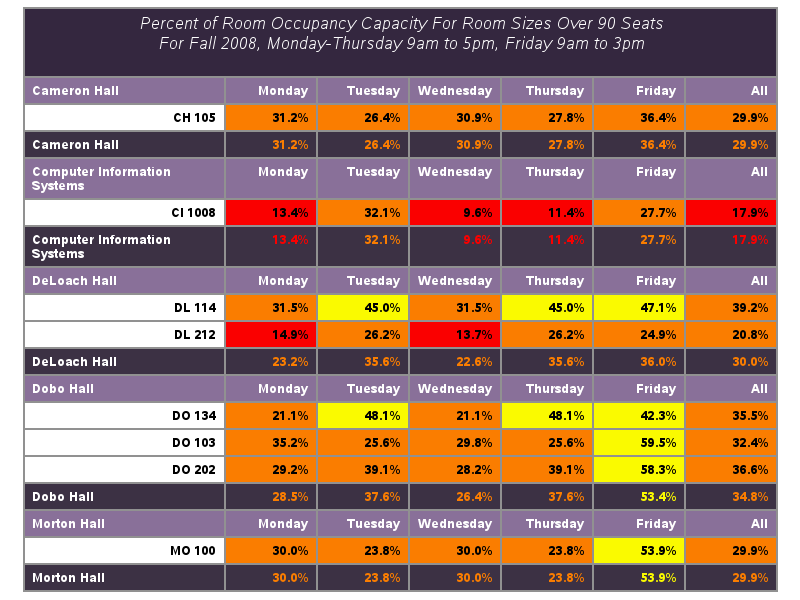 Percent of Room Occupancy Capacity For Room Sizes Over 90 Seats
For Fall 2008, Monday-Thursday 9am to 5pm, Friday 9am to 3pm
Cameron Hall Monday Tuesday Wednesday Thursday Friday All
CH 105 31.2% 26.4% 30.9% 27.8% 36.4% 29.9%
Cameron Hall 31.2% 26.4% 30.9% 27.8% 36.4% 29.9%
Computer Information Monday Tuesday Wednesday Thursday Friday All
Systems
CI 1008 13.4% 32.1% 9.6% 11.4% 27.7% 17.9%
Computer Information 13.4% 32.1% 9.6% 11.4% 27.7% 17.9%
Systems
DeLoach Hall Monday Tuesday Wednesday Thursday Friday All
DL 114 31.5% 45.0% 31.5% 45.0% 47.1% 39.2%
DL 212 14.9% 26.2% 13.7% 26.2% 24.9% 20.8%
DeLoach Hall 23.2% 35.6% 22.6% 35.6% 36.0% 30.0%
Dobo Hall Monday Tuesday Wednesday Thursday Friday All
DO 134 21.1% 48.1% 21.1% 48.1% 42.3% 35.5%
DO 103 35.2% 25.6% 29.8% 25.6% 59.5% 32.4%
DO 202 29.2% 39.1% 28.2% 39.1% 58.3% 36.6%
Dobo Hall 28.5% 37.6% 26.4% 37.6% 53.4% 34.8%
Morton Hall Monday Tuesday Wednesday Thursday Friday All
MO 100 30.0% 23.8% 30.0% 23.8% 53.9% 29.9%
Morton Hall 30.0% 23.8% 30.0% 23.8% 53.9% 29.9%